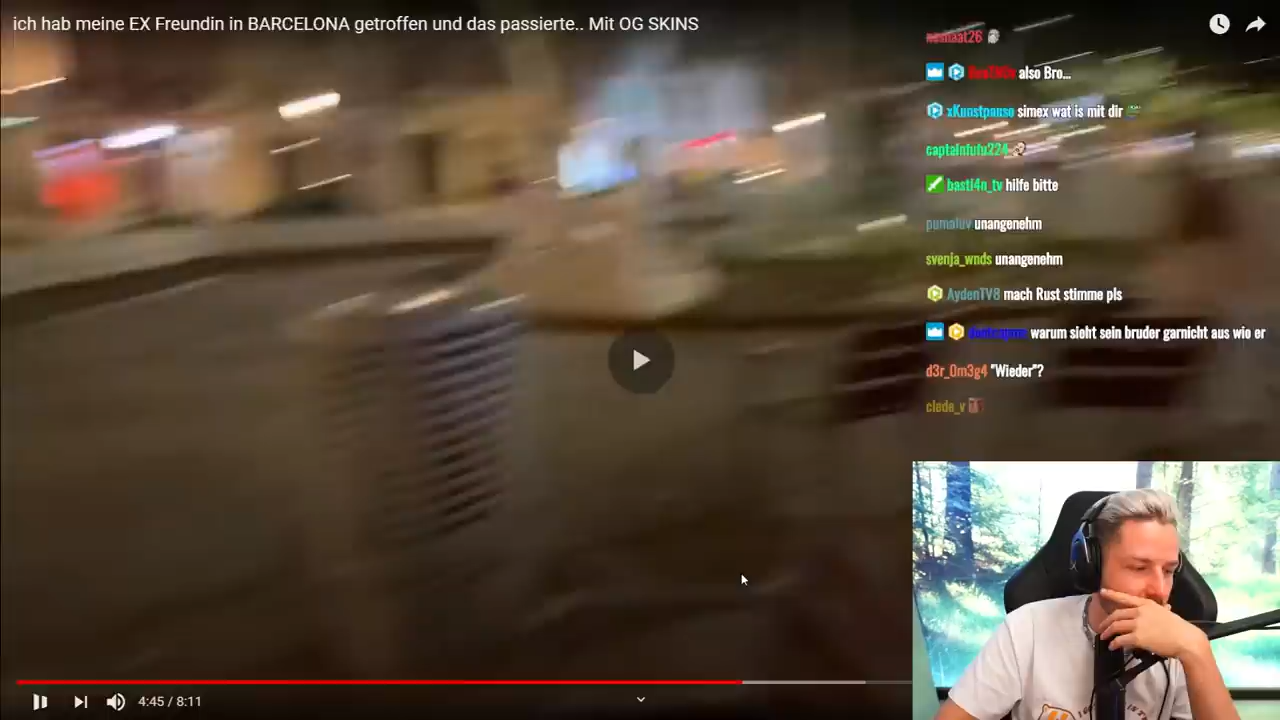 ich hab meine EX Freundin in BARCELONA getroffen und das passierte.. Mit OG SKINS
also Bro...
xKunstpause simex wat is mit dir
captainfufu224
basti4n_tv hilfe bitte
pumaluv unangenehm
svenja_wnds unangenehm
AydenTV8 mach Rust stimme pls
warum sieht sein bruder garnicht aus wie er
d3r_0m3g4 "Wieder"?
clede_v
4:45 / 8:11